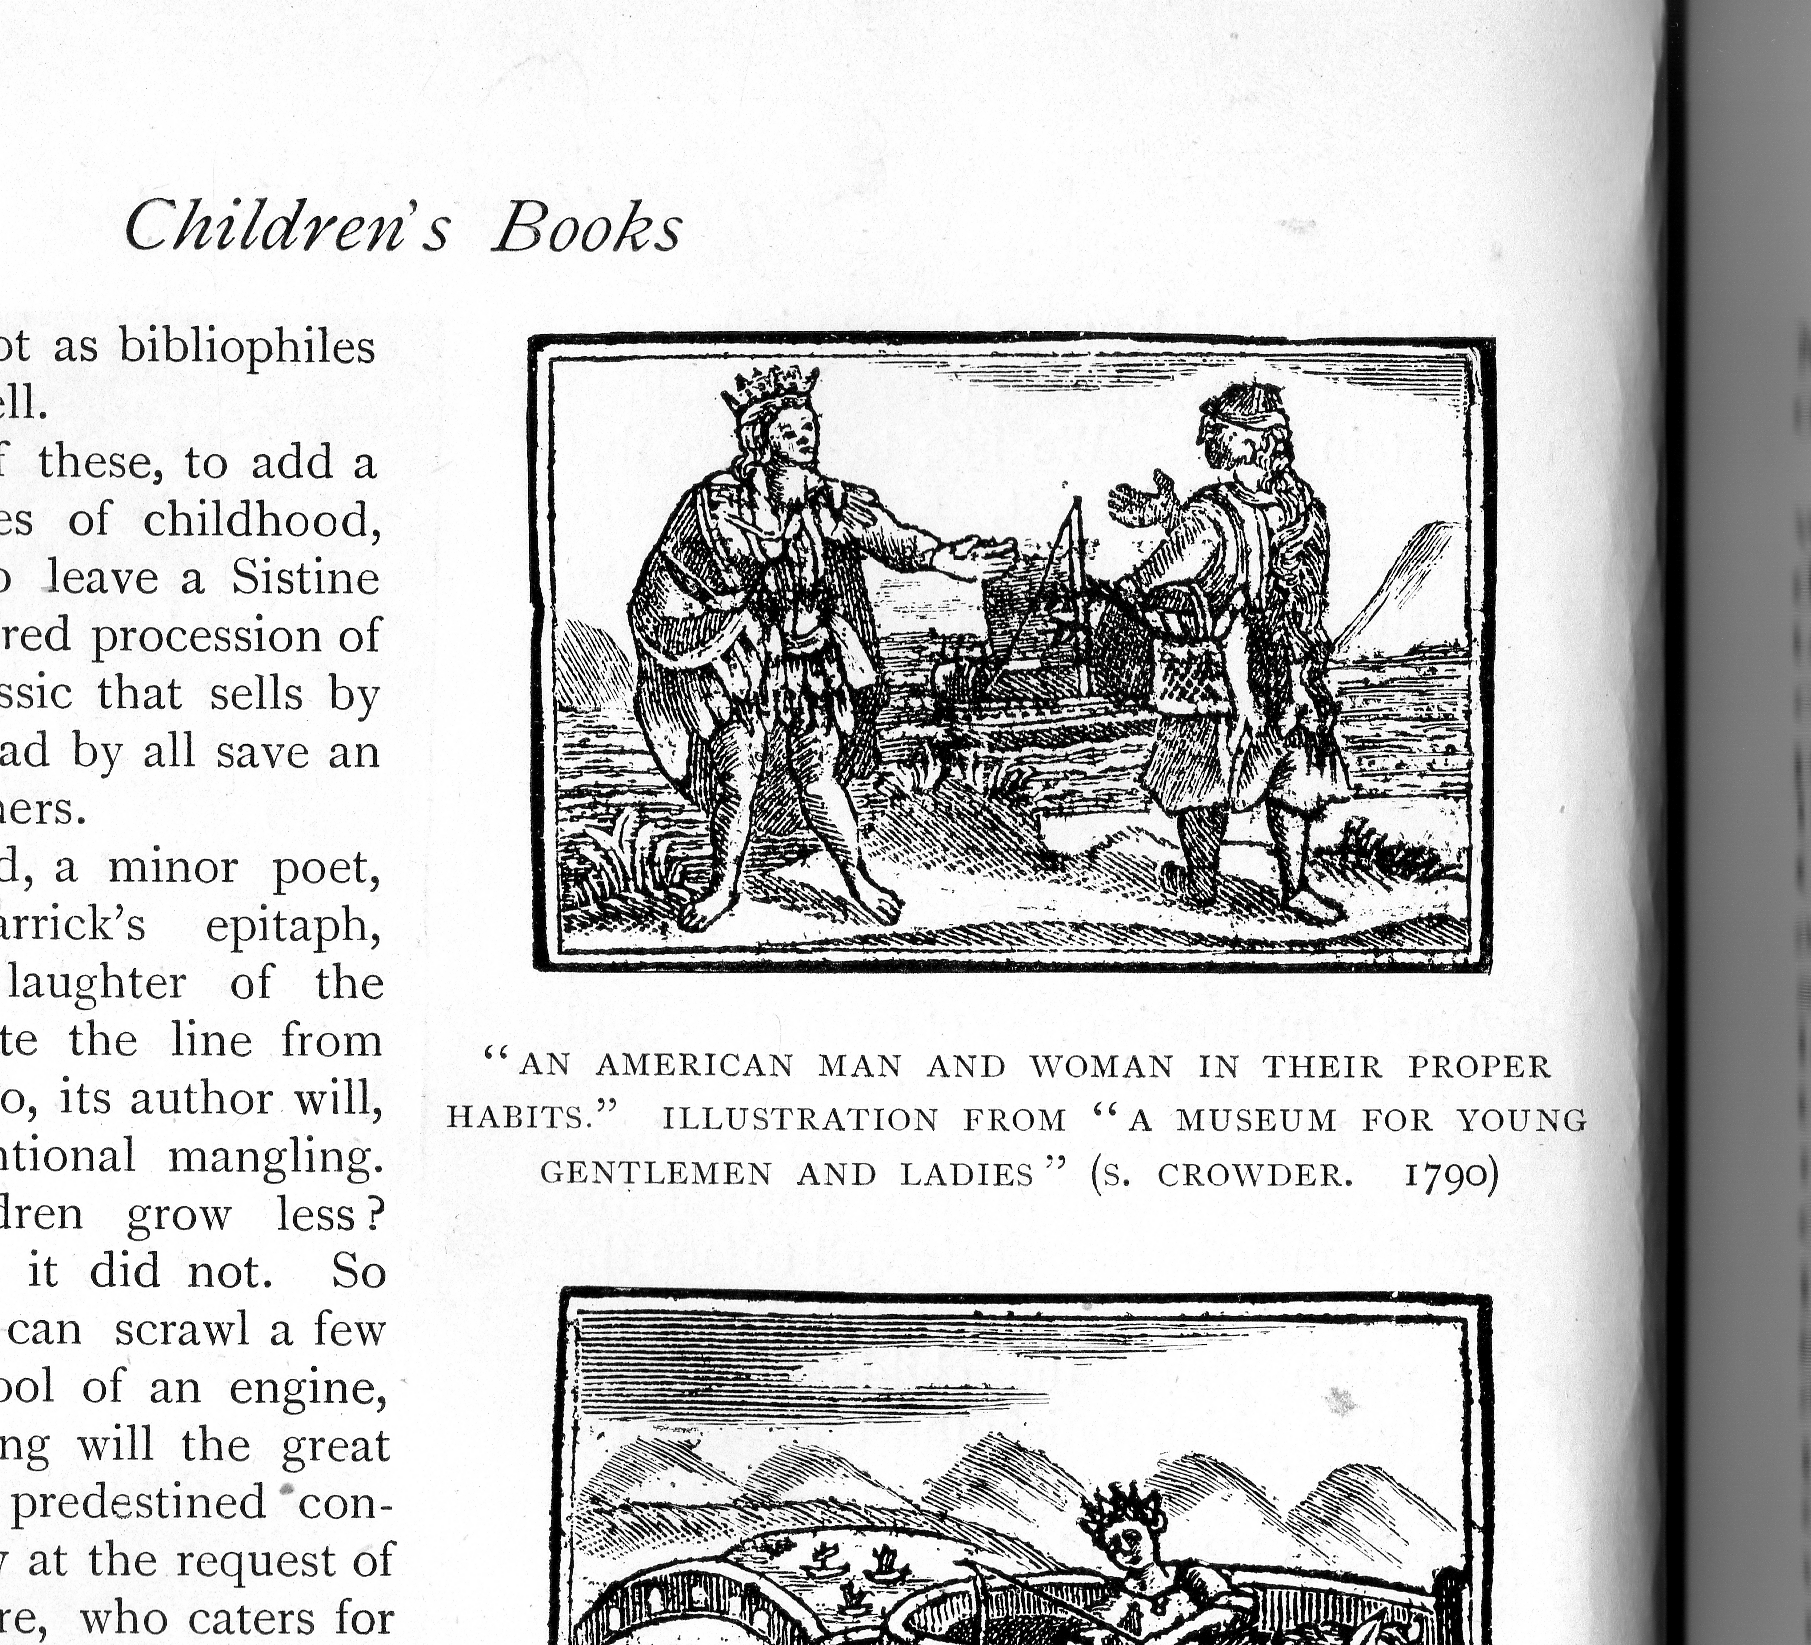 Children's Books
ot as bibliophiles
ell.
f these, to add a
es of childhood,
o leave a Sistine
red procession of
ssic that sells by
ad by all save an
ners.
d, a minor poet,
arrick's epitaph,
laughter of the
te the line from
o, its author will,
ntional mangling.
dren grow less?
it did not. So
can scrawl a few
ool of an engine,
ng will the great
predestined con-
y at the request of
re, who caters for
“AN AMERICAN MAN AND WOMAN IN THEIR PROPER
HABITS.” ILLUSTRATION FROM “A MUSEUM FOR YOUNG
GENTLEMEN AND LADIES” (S. CROWDER. 1790)